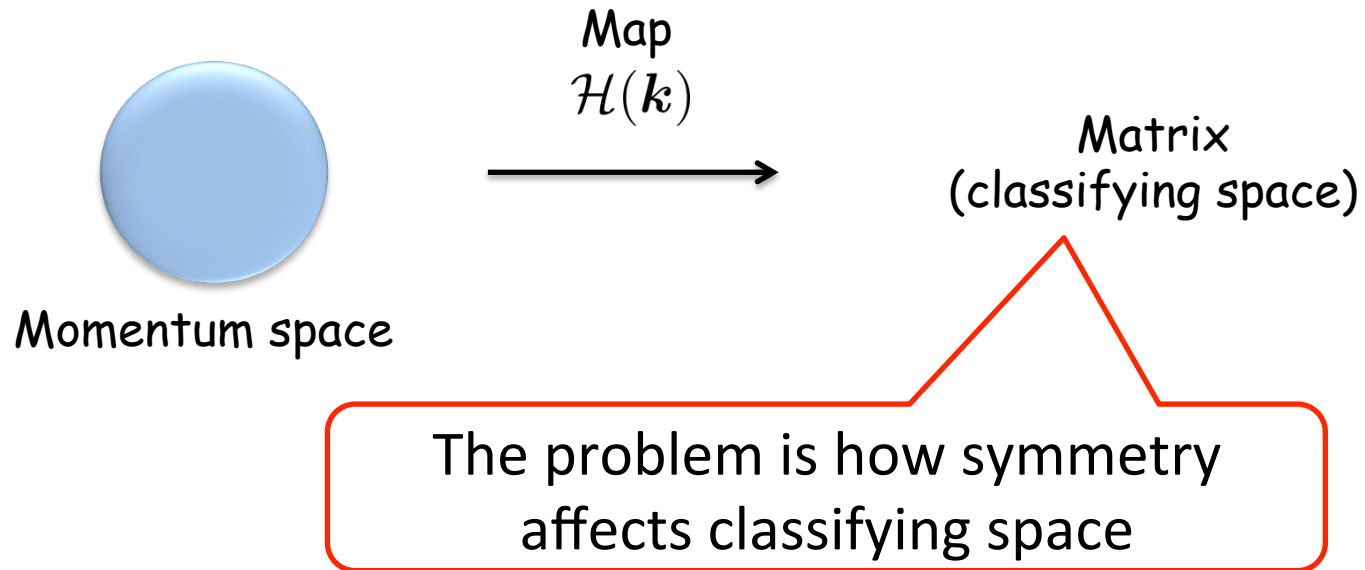 Map
ℋ(𝒌)
Matrix
(classifying space)
Momentum space
The problem is how symmetry
affects classifying space